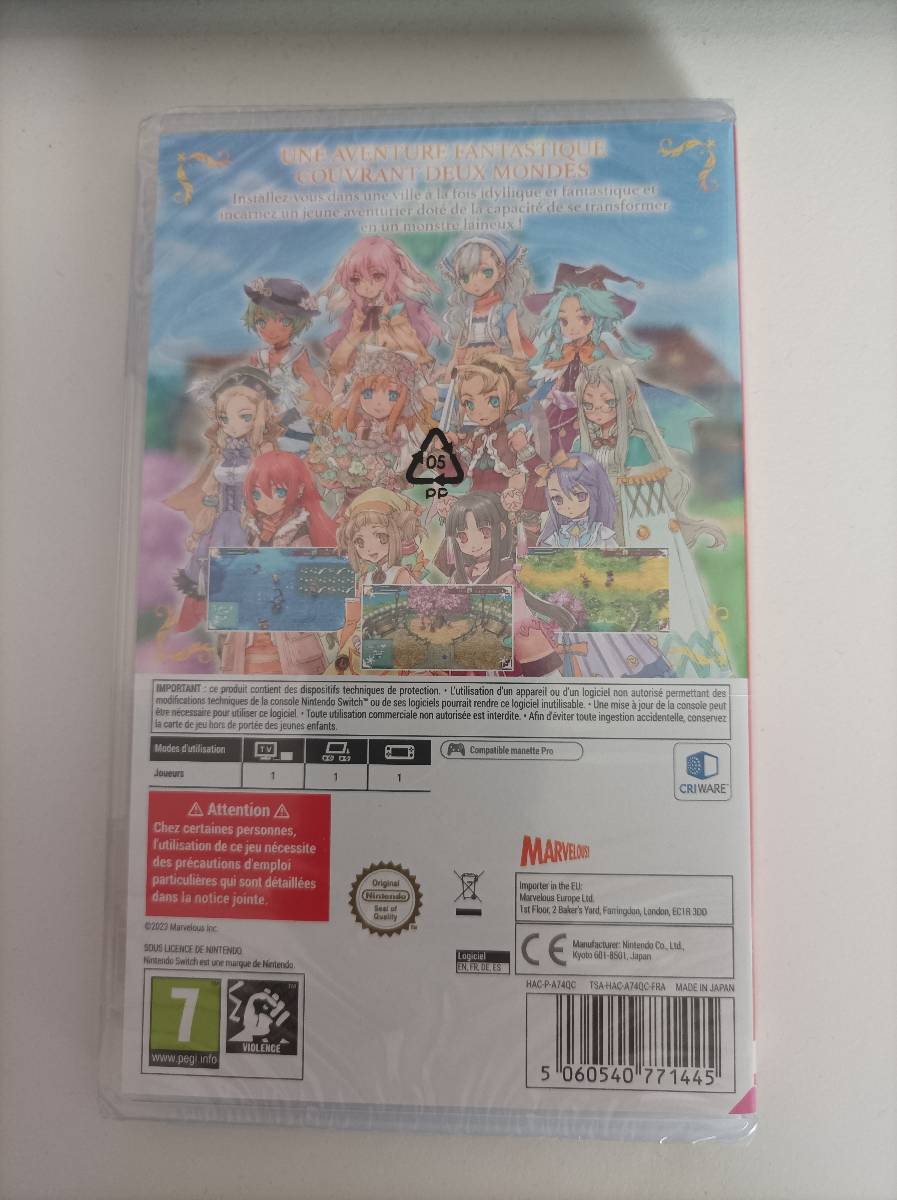 UNE AVENTURE FANTASTIQUE
COUVRANT DEUX MONDES
Installez-vous dans une ville à la fois idyllique et fantastique et
incarnez un jeune aventurier doté de la capacité de se transformer
en un monstre laineux !
05
PP
IMPORTANT : ce produit contient des dispositifs techniques de protection. • L'utilisation d'un appareil ou d'un logiciel non autorisé permettant des
modifications techniques de la console Nintendo Switch™ ou de ses logiciels pourrait rendre ce logiciel inutilisable. • Une mise à jour de la console peut
être nécessaire pour utiliser ce logiciel. • Toute utilisation commerciale non autorisée est interdite. • Afin d'éviter toute ingestion accidentelle, conservez
la carte de jeu hors de portée des jeunes enfants.
Modes d'utilisation TV
Joueurs 1 1 1
Compatible manette Pro
CRIWARE™
Attention
Chez certaines personnes,
l'utilisation de ce jeu nécessite
des précautions d'emploi
particulières qui sont détaillées
dans la notice jointe.
Original
Nintendo
Seal of
Quality
TM
MARVELOUS!
Importer in the EU:
Marvelous Europe Ltd.
1st Floor, 2 Baker's Yard, Farringdon, London, EC1R 3DD
©2023 Marvelous Inc.
SOUS LICENCE DE NINTENDO.
Nintendo Switch est une marque de Nintendo.
Logiciel
EN, FR, DE, ES
CE
Manufacturer: Nintendo Co., Ltd.,
Kyoto 601-8501, Japan
HAC-P-A74QC TSA-HAC-A74QC-FRA MADE IN JAPAN
7
www.pegi.info
VIOLENCE
5 060540 771445